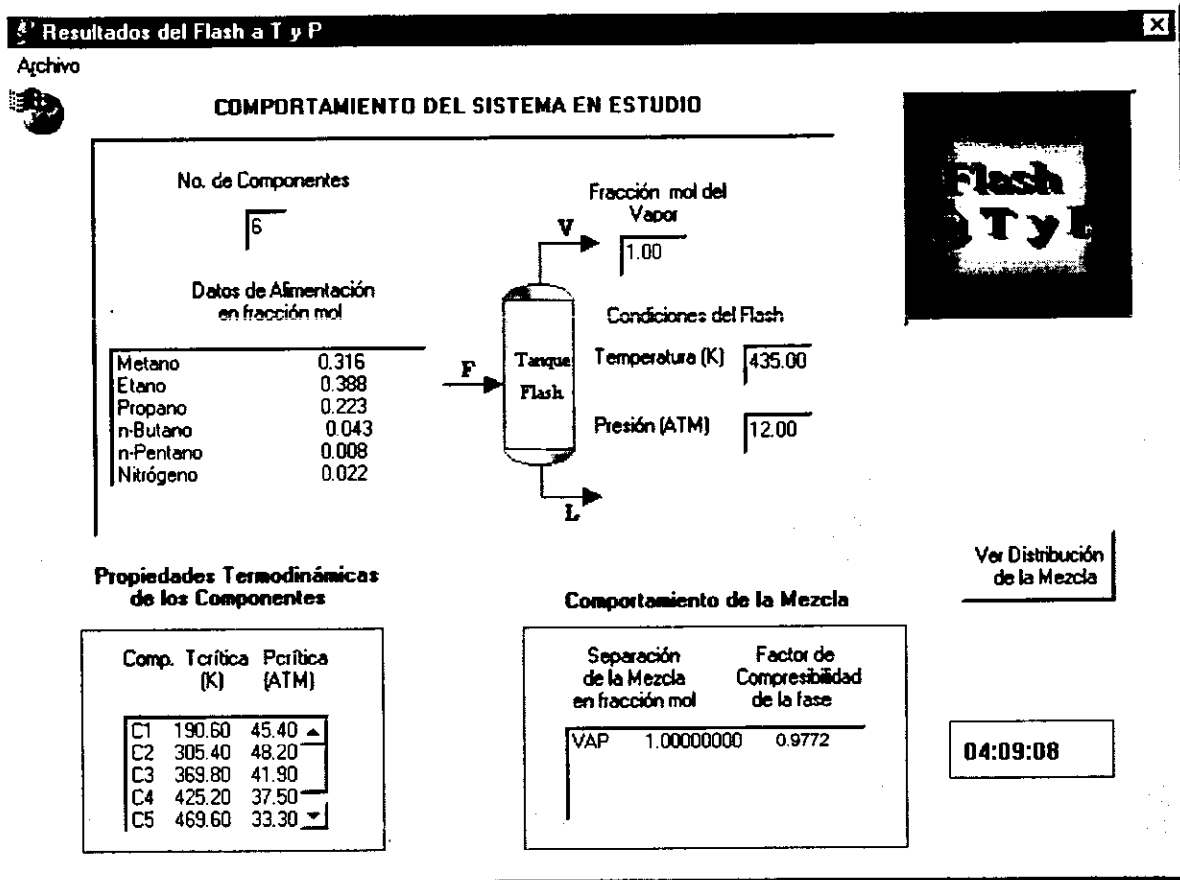 Resultados del Flash a T y P
Archivo
COMPORTAMIENTO DEL SISTEMA EN ESTUDIO
No. de Componentes
6
Fracción mol del
Vapor
1.00
V
Datos de Alimentación
en fracción mol
Metano 0.316
Etano 0.388
Propano 0.223
n-Butano 0.043
n-Pentano 0.008
Nitrógeno 0.022
F
Tanque
Flash
L
Condiciones del Flash
Temperatura (K) 435.00
Presión (ATM) 12.00
Flash
a T y P
Ver Distribución
de la Mezcla
Propiedades Termodinámicas
de los Componentes
Comp. Tcrítica Pcrítica
(K) (ATM)
C1 190.60 45.40
C2 305.40 48.20
C3 369.80 41.90
C4 425.20 37.50
C5 469.60 33.30
Comportamiento de la Mezcla
Separación
de la Mezcla
en fracción mol
Factor de
Compresibilidad
de la fase
VAP 1.00000000 0.9772
04:09:08